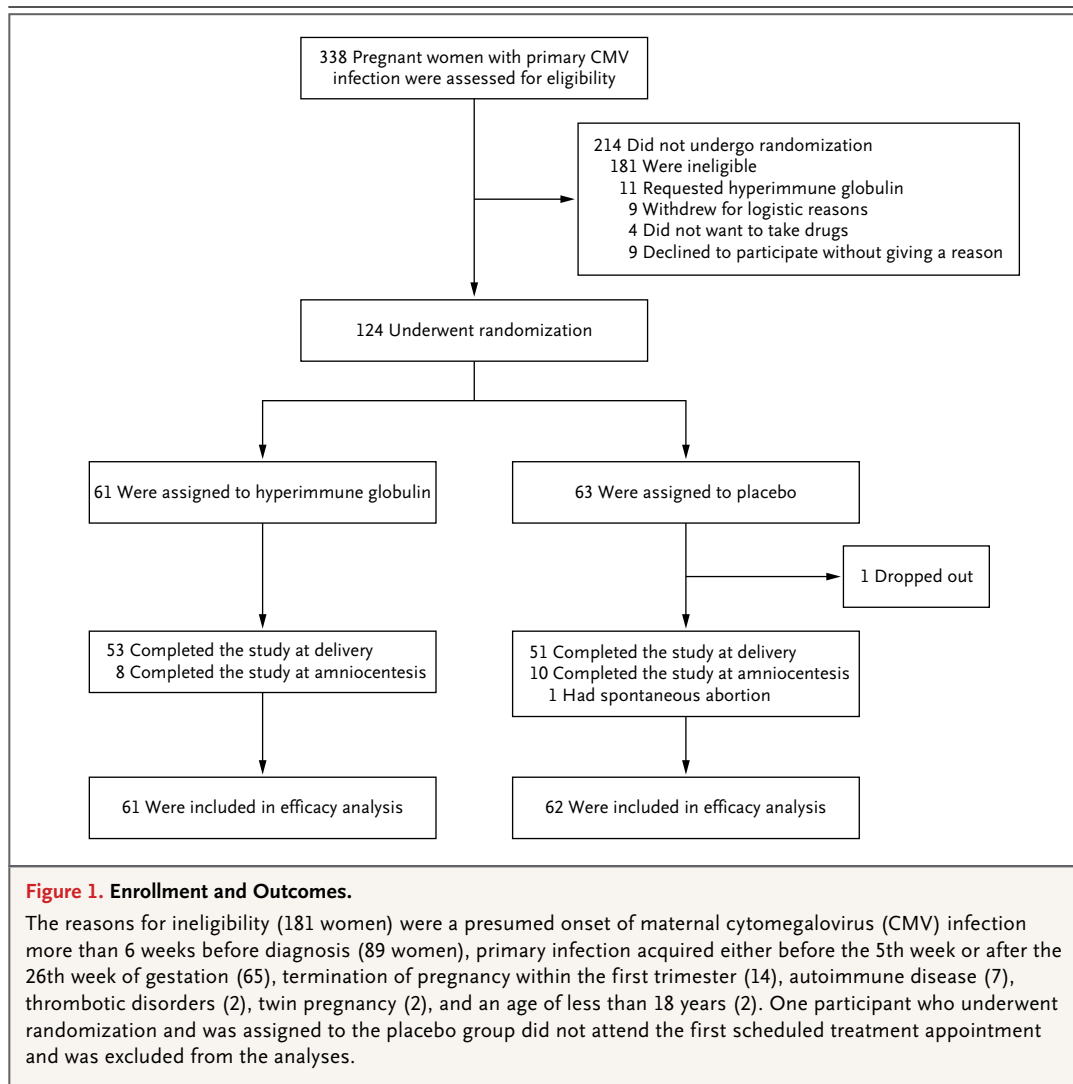 338 Pregnant women with primary CMV
infection were assessed for eligibility
214 Did not undergo randomization
181 Were ineligible
11 Requested hyperimmune globulin
9 Withdrew for logistic reasons
4 Did not want to take drugs
9 Declined to participate without giving a reason
124 Underwent randomization
61 Were assigned to hyperimmune globulin
63 Were assigned to placebo
1 Dropped out
53 Completed the study at delivery
8 Completed the study at amniocentesis
51 Completed the study at delivery
10 Completed the study at amniocentesis
1 Had spontaneous abortion
61 Were included in efficacy analysis
62 Were included in efficacy analysis
Figure 1. Enrollment and Outcomes.
The reasons for ineligibility (181 women) were a presumed onset of maternal cytomegalovirus (CMV) infection
more than 6 weeks before diagnosis (89 women), primary infection acquired either before the 5th week or after the
26th week of gestation (65), termination of pregnancy within the first trimester (14), autoimmune disease (7),
thrombotic disorders (2), twin pregnancy (2), and an age of less than 18 years (2). One participant who underwent
randomization and was assigned to the placebo group did not attend the first scheduled treatment appointment
and was excluded from the analyses.